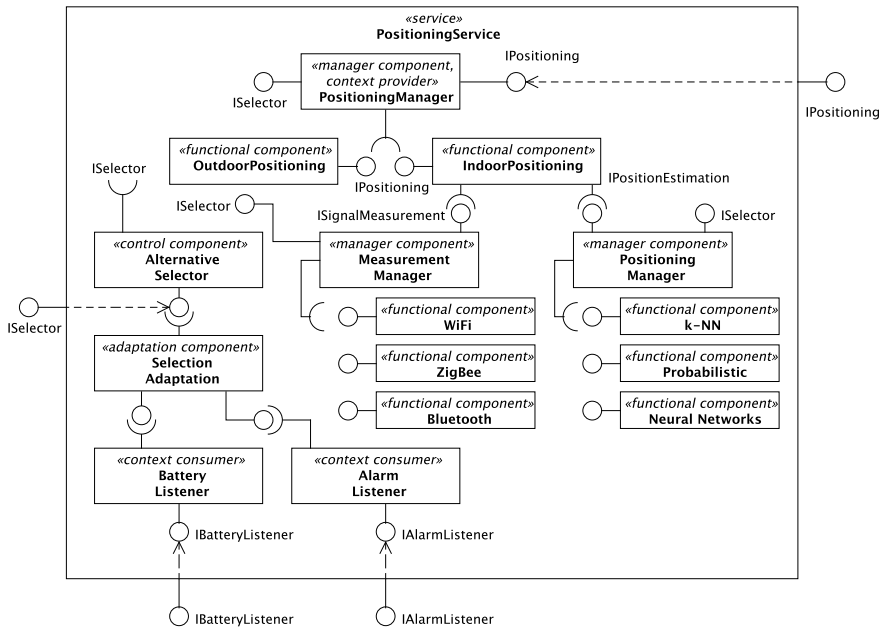 «service»
PositioningService
IPositioning
«manager component,
context provider»
PositioningManager
ISelector
IPositioning
«functional component»
OutdoorPositioning
«functional component»
IndoorPositioning
ISelector
IPositioning
IPositionEstimation
ISelector
ISignalMeasurement
ISelector
«control component»
Alternative
Selector
«manager component»
Measurement
Manager
«manager component»
Positioning
Manager
ISelector
«functional component»
WiFi
«functional component»
k-NN
«adaptation component»
Selection
Adaptation
«functional component»
ZigBee
«functional component»
Probabilistic
«functional component»
Bluetooth
«functional component»
Neural Networks
«context consumer»
Battery
Listener
«context consumer»
Alarm
Listener
IBatteryListener
IAlarmListener
IBatteryListener
IAlarmListener